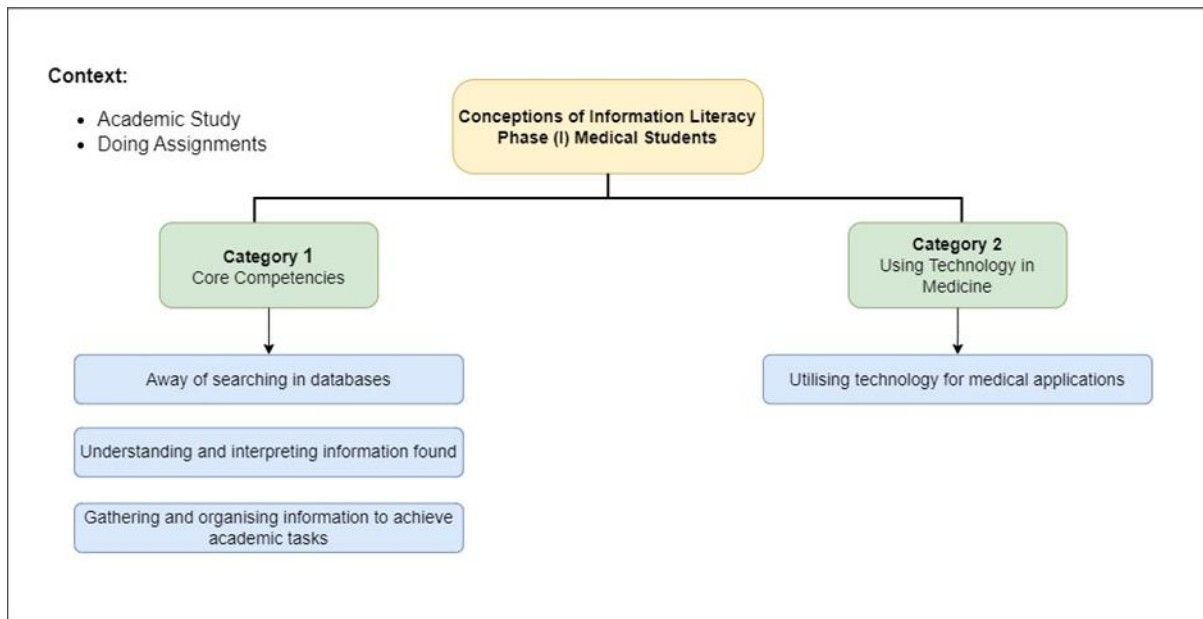 Context:
• Academic Study
• Doing Assignments
Conceptions of Information Literacy
Phase (I) Medical Students
Category 1
Core Competencies
Category 2
Using Technology in
Medicine
Away of searching in databases
Utilising technology for medical applications
Understanding and interpreting information found
Gathering and organising information to achieve
academic tasks